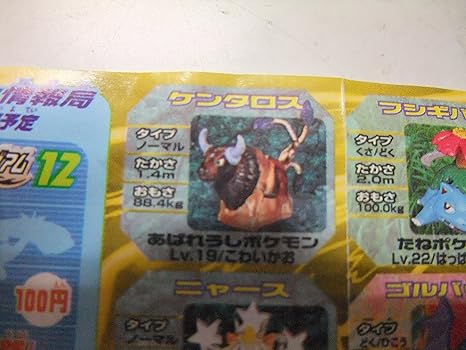 情報局
よてい
予定
12
100円
ケンタロス
タイプ
ノーマル
たかさ
1.4m
おもさ
88.4kg
あばれうしポケモン
Lv.19/こわいかお
フシギバ
タイプ
くさ/どく
たかさ
2.0m
おもさ
100.0kg
たねポケ
Lv.22/はっぱ
ニャース
タイプ
ノーマル
ゴルバ
タイプ
どく/ひこう